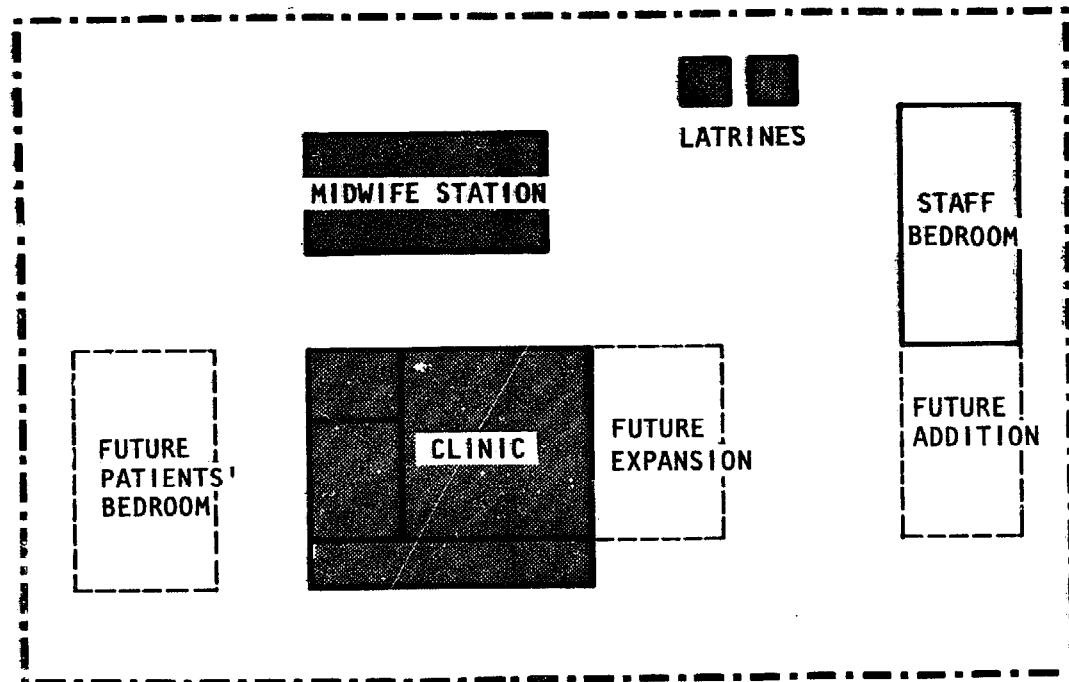 LATRINES
MIDWIFE STATION
STAFF
BEDROOM
FUTURE
PATIENTS'
BEDROOM
CLINIC
FUTURE
EXPANSION
FUTURE
ADDITION